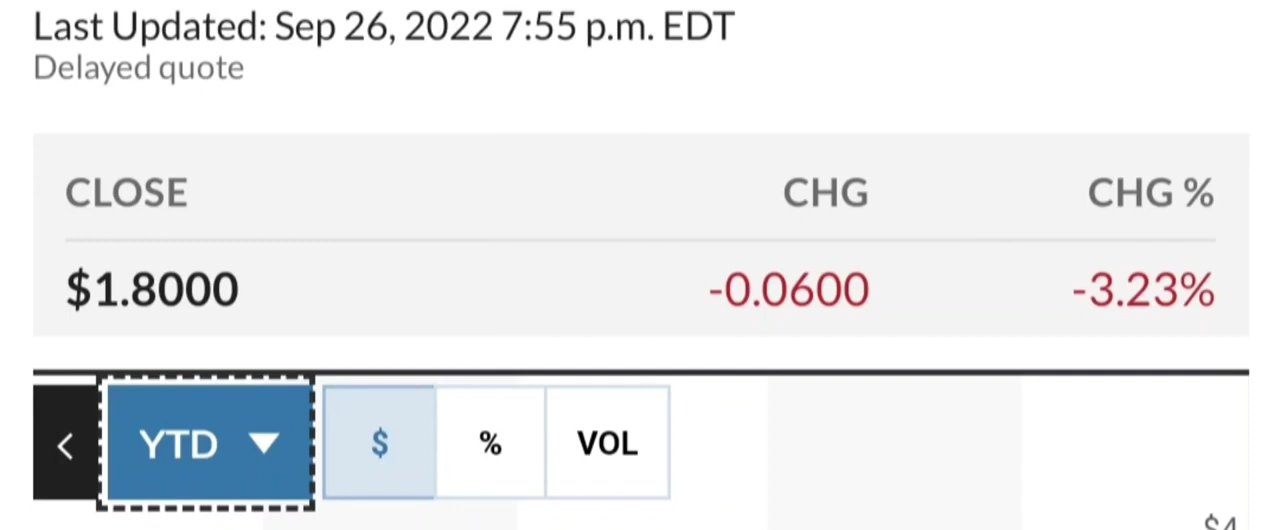 Last Updated: Sep 26, 2022 7:55 p.m. EDT
Delayed quote
CLOSE CHG CHG %
$1.8000 -0.0600 -3.23%
< YTD ▼ $ % VOL